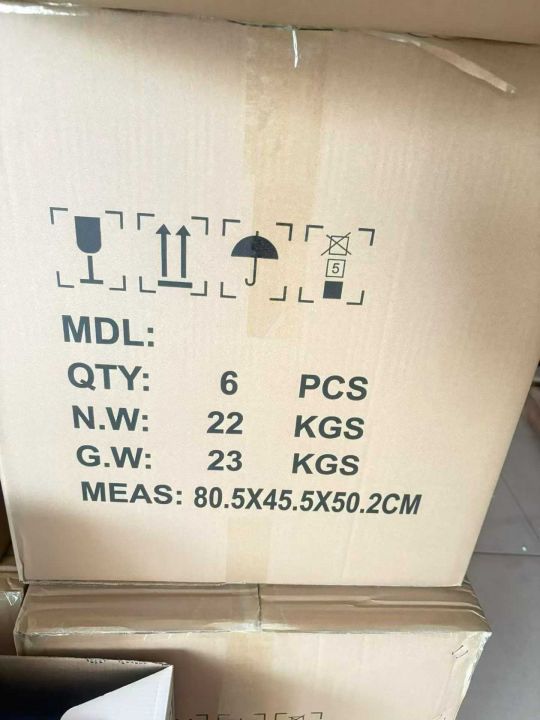 5
MDL:
QTY: 6 PCS
N.W: 22 KGS
G.W: 23 KGS
MEAS: 80.5X45.5X50.2CM